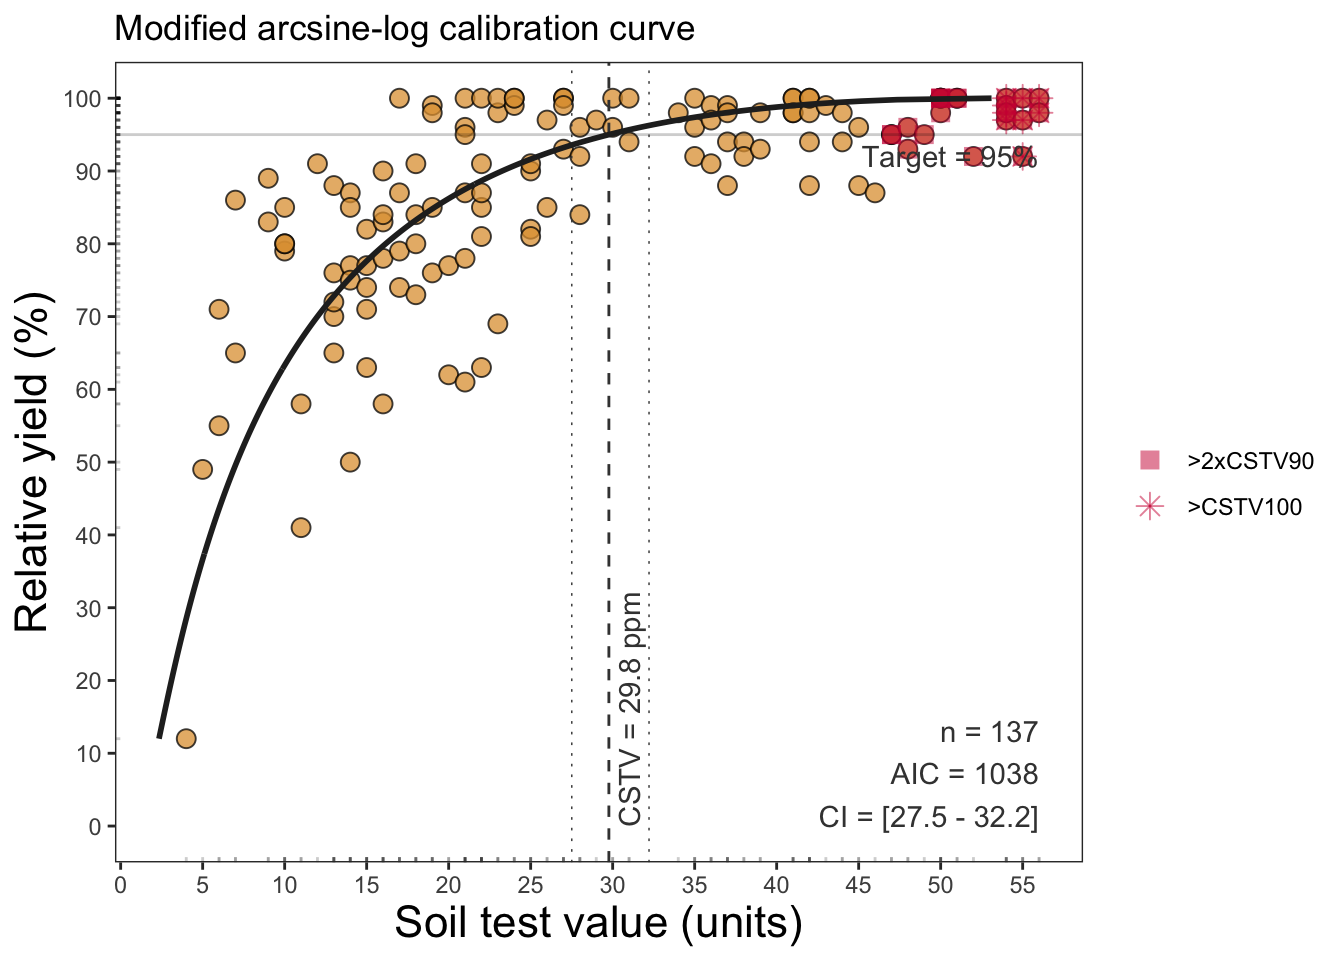 Modified arcsine-log calibration curve
Relative yield (%)
100
90
80
70
60
50
40
30
20
10
0
Target = 95%
CSTV = 29.8 ppm
n = 137
AIC = 1038
CI = [27.5 - 32.2]
0 5 10 15 20 25 30 35 40 45 50 55
Soil test value (units)
>2xCSTV90
>CSTV100